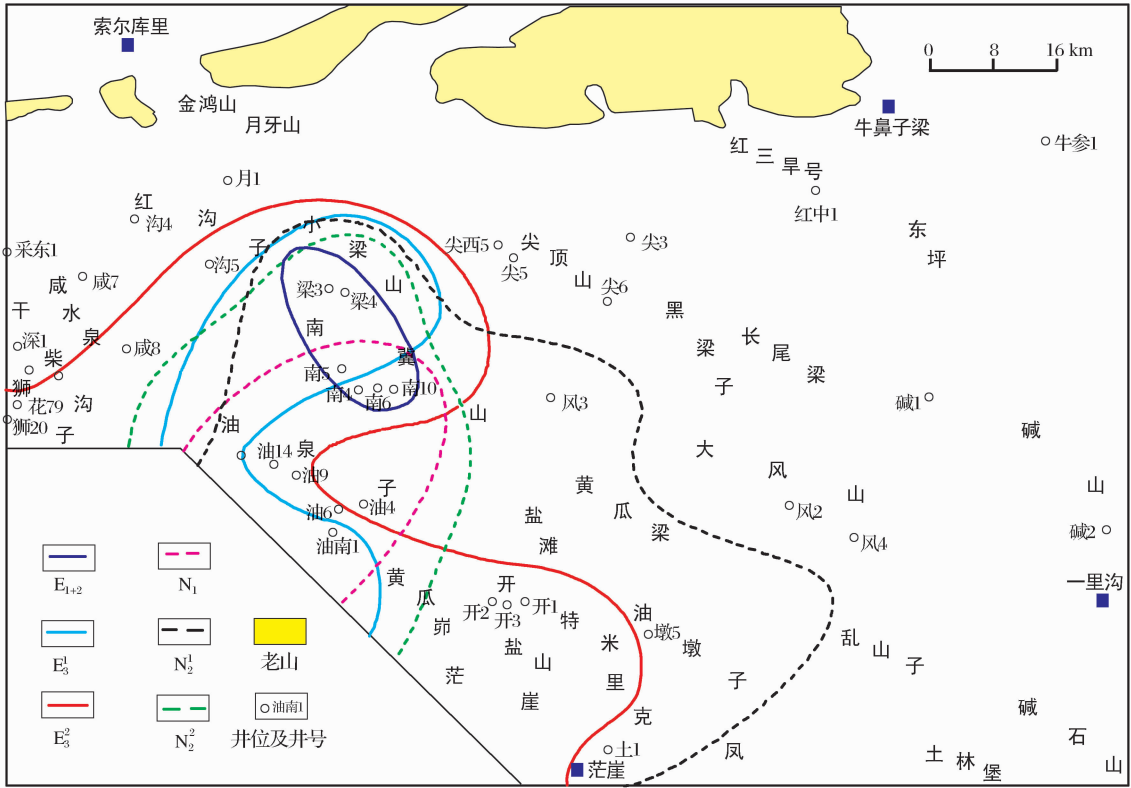 索尔库里
0 8 16 km
金鸿山
月牙山
牛鼻子梁
牛参1
红三旱号
红中1
月1
红沟子
沟4
小梁山
采东1
沟5
尖西5
尖顶山
尖5
尖3
尖6
东坪
咸7
咸水泉
干柴沟
梁3
梁4
南翼山
黑梁子
长尾梁
深1
咸8
狮子沟
花79
狮20
南5
南4
南6
南10
风3
碱1
碱山
油泉子
油14
油9
油6
油4
油南1
大风山
黄瓜梁
盐滩
风2
风4
碱2
一里沟
黄瓜峁
开特米里克
开2
开3
开1
油墩子
墩5
盐山
茫崖
乱山子
凤
土1
茫崖
土林堡
碱石山
E1+2
N1
E₃¹
N₂¹
老山
E₃²
N₂²
油南1
井位及井号